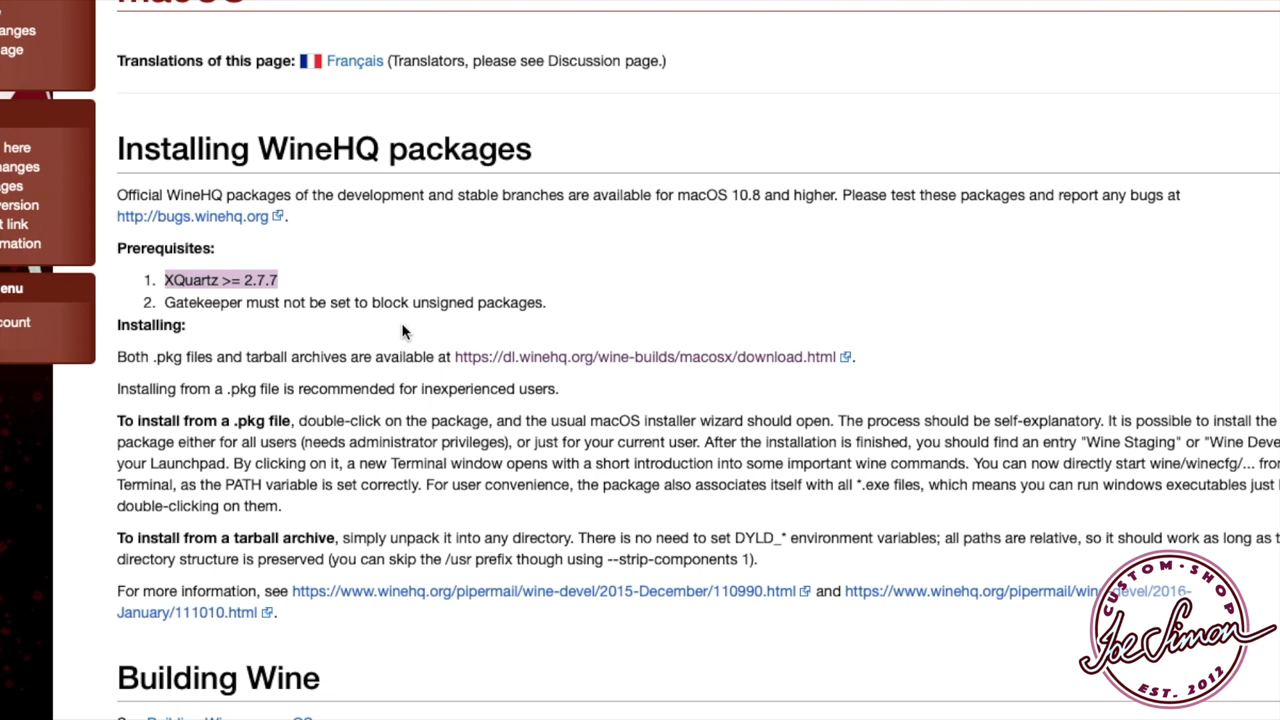 macOS
anges
age
Translations of this page: Français (Translators, please see Discussion page.)
here
hanges
ges
version
t link
mation
enu
count
Installing WineHQ packages
Official WineHQ packages of the development and stable branches are available for macOS 10.8 and higher. Please test these packages and report any bugs at
http://bugs.winehq.org.
Prerequisites:
1. XQuartz >= 2.7.7
2. Gatekeeper must not be set to block unsigned packages.
Installing:
Both .pkg files and tarball archives are available at https://dl.winehq.org/wine-builds/macosx/download.html.
Installing from a .pkg file is recommended for inexperienced users.
To install from a .pkg file, double-click on the package, and the usual macOS installer wizard should open. The process should be self-explanatory. It is possible to install the
package either for all users (needs administrator privileges), or just for your current user. After the installation is finished, you should find an entry "Wine Staging" or "Wine Deve
your Launchpad. By clicking on it, a new Terminal window opens with a short introduction into some important wine commands. You can now directly start wine/winecfg/... from
Terminal, as the PATH variable is set correctly. For user convenience, the package also associates itself with all *.exe files, which means you can run windows executables just
double-clicking on them.
To install from a tarball archive, simply unpack it into any directory. There is no need to set DYLD_* environment variables; all paths are relative, so it should work as long as t
directory structure is preserved (you can skip the /usr prefix though using --strip-components 1).
For more information, see https://www.winehq.org/pipermail/wine-devel/2015-December/110990.html and https://www.winehq.org/pipermail/wine-devel/2016-
January/111010.html.
Building Wine
CUSTOM·SHOP
Joe Simon
EST. 2012